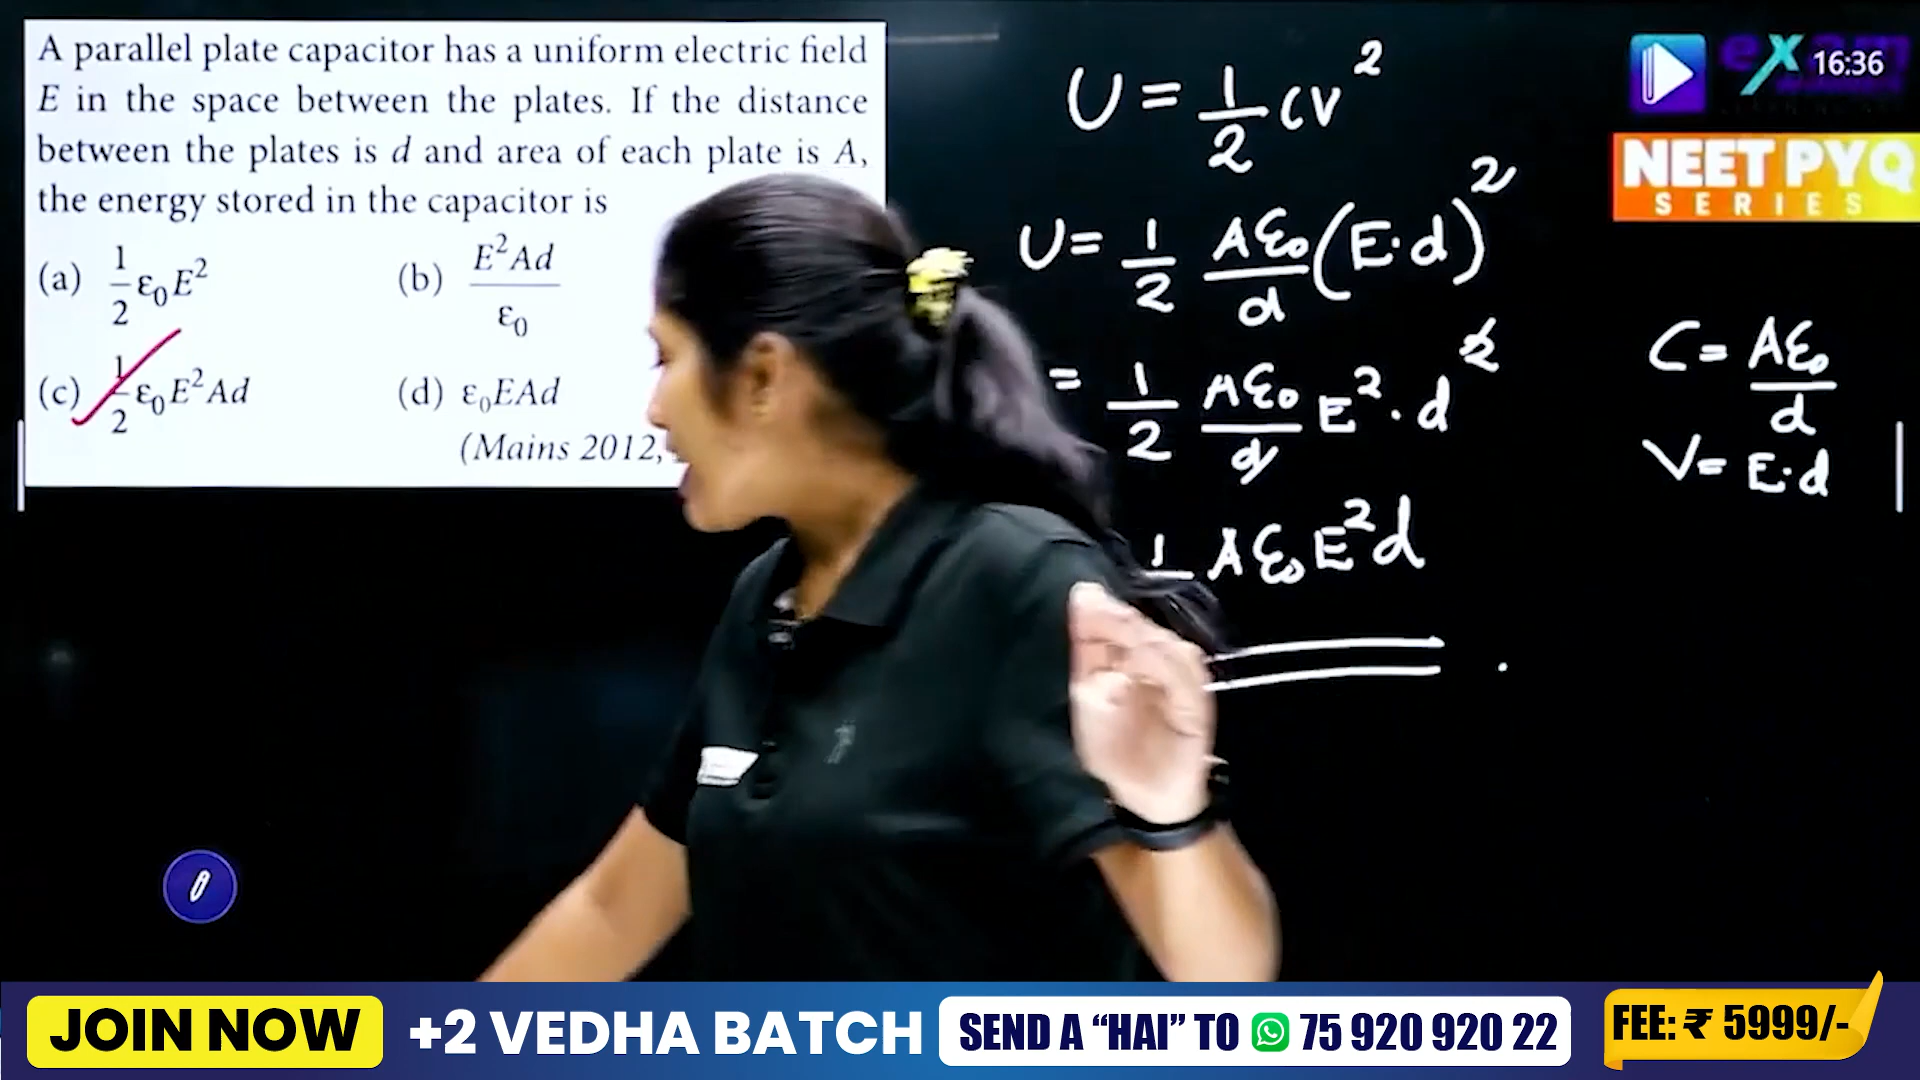 A parallel plate capacitor has a uniform electric field
E in the space between the plates. If the distance
between the plates is d and area of each plate is A,
the energy stored in the capacitor is
(a) 1/2 ε₀E²
(b) E²Ad/ε₀
(c) 1/2 ε₀E²Ad
(d) ε₀EAd
(Mains 2012,
U = 1/2 CV²
U = 1/2 Aε₀/d (E·d)²
= 1/2 Aε₀/d E²·d²
1 Aε₀E²d
C = Aε₀/d
V = E·d
exam
16:36
NEET PYQ
SERIES
JOIN NOW
+2 VEDHA BATCH
SEND A “HAI” TO 75 920 920 22
FEE: ₹ 5999/-